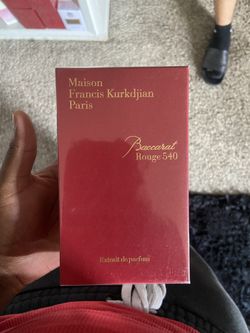 Maison
Francis Kurkdjian
Paris
Baccarat
Rouge 540
Extrait de parfum